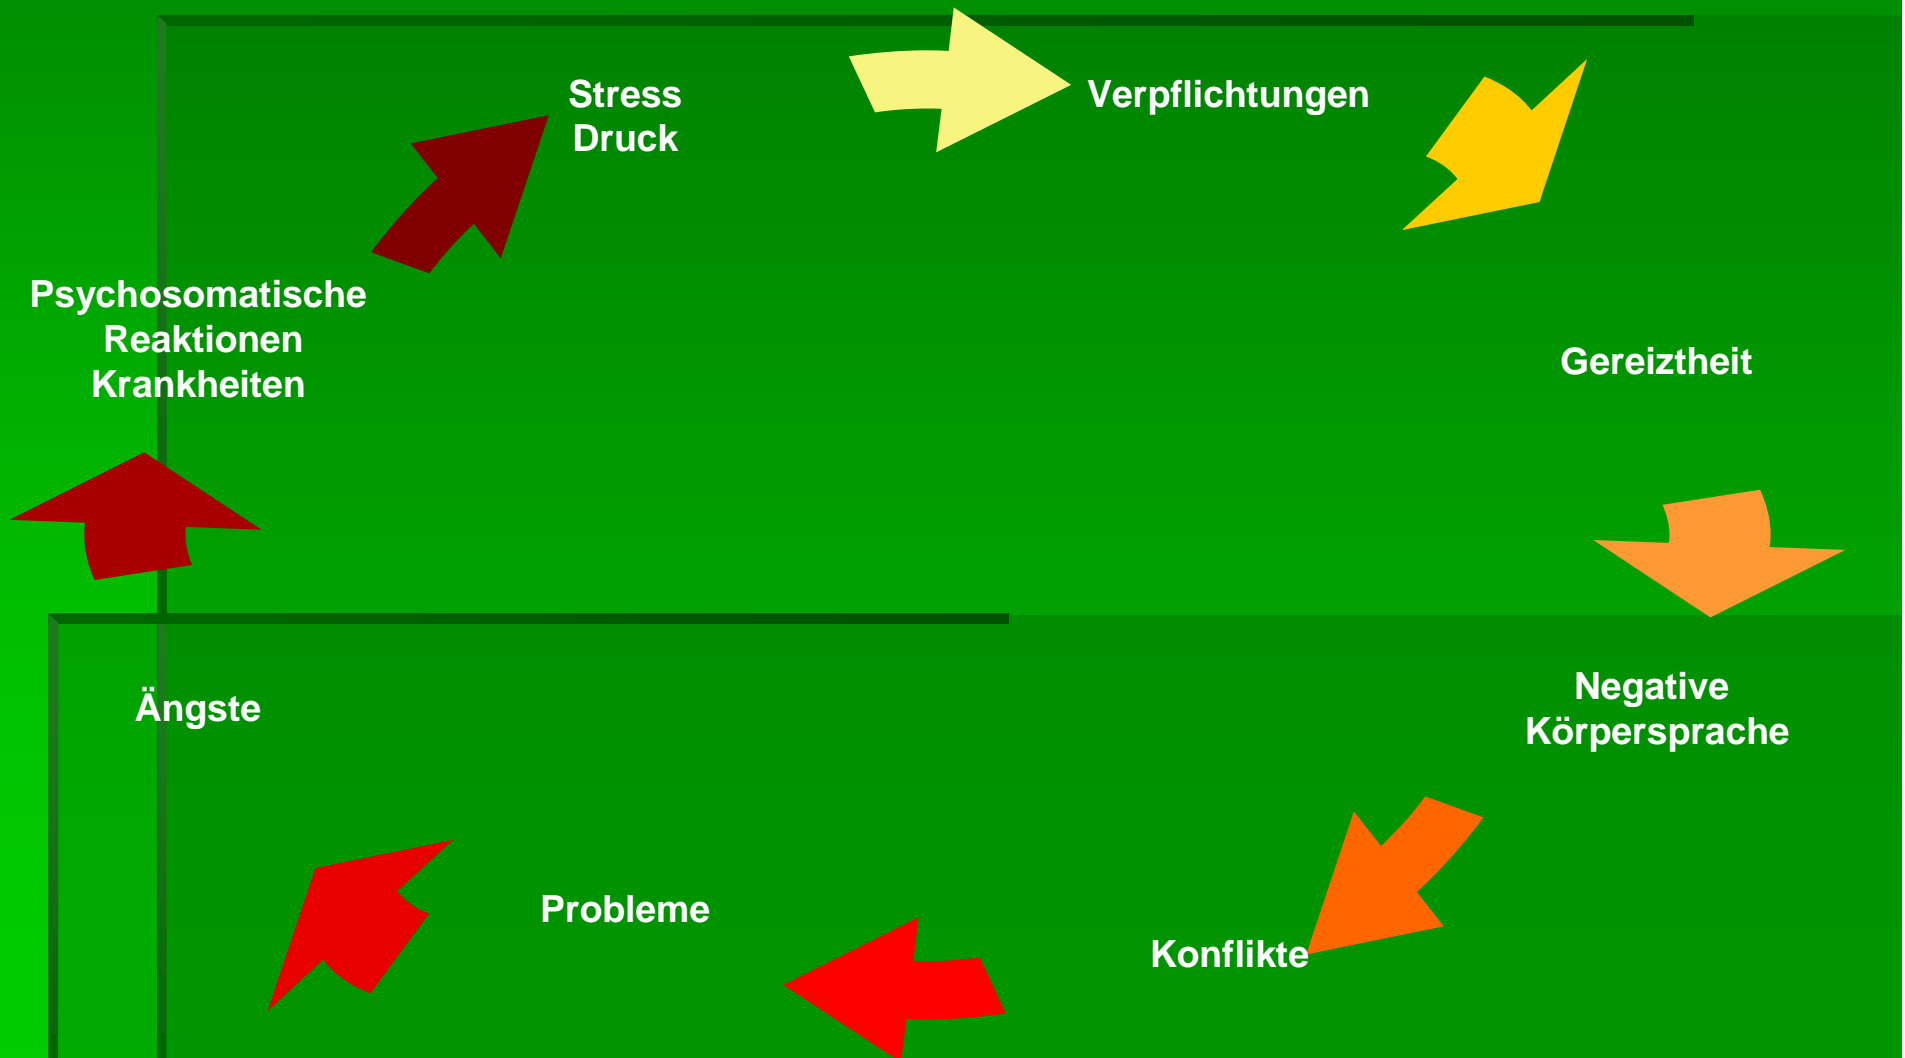 Stress
Druck
Verpflichtungen
Gereiztheit
Negative
Körpersprache
Konflikte
Probleme
Ängste
Psychosomatische
Reaktionen
Krankheiten